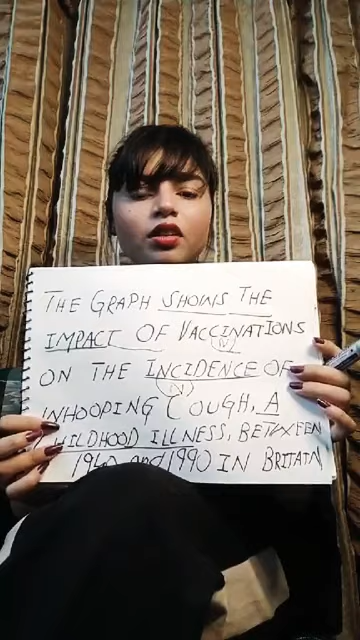 THE GRAPH SHOWS THE
IMPACT OF VACCINATIONS
(N)
ON THE INCIDENCE OF
(N)
WHOOPING COUGH, A
CHILDHOOD ILLNESS, BETWEEN
1940 and 1990 IN BRITAIN